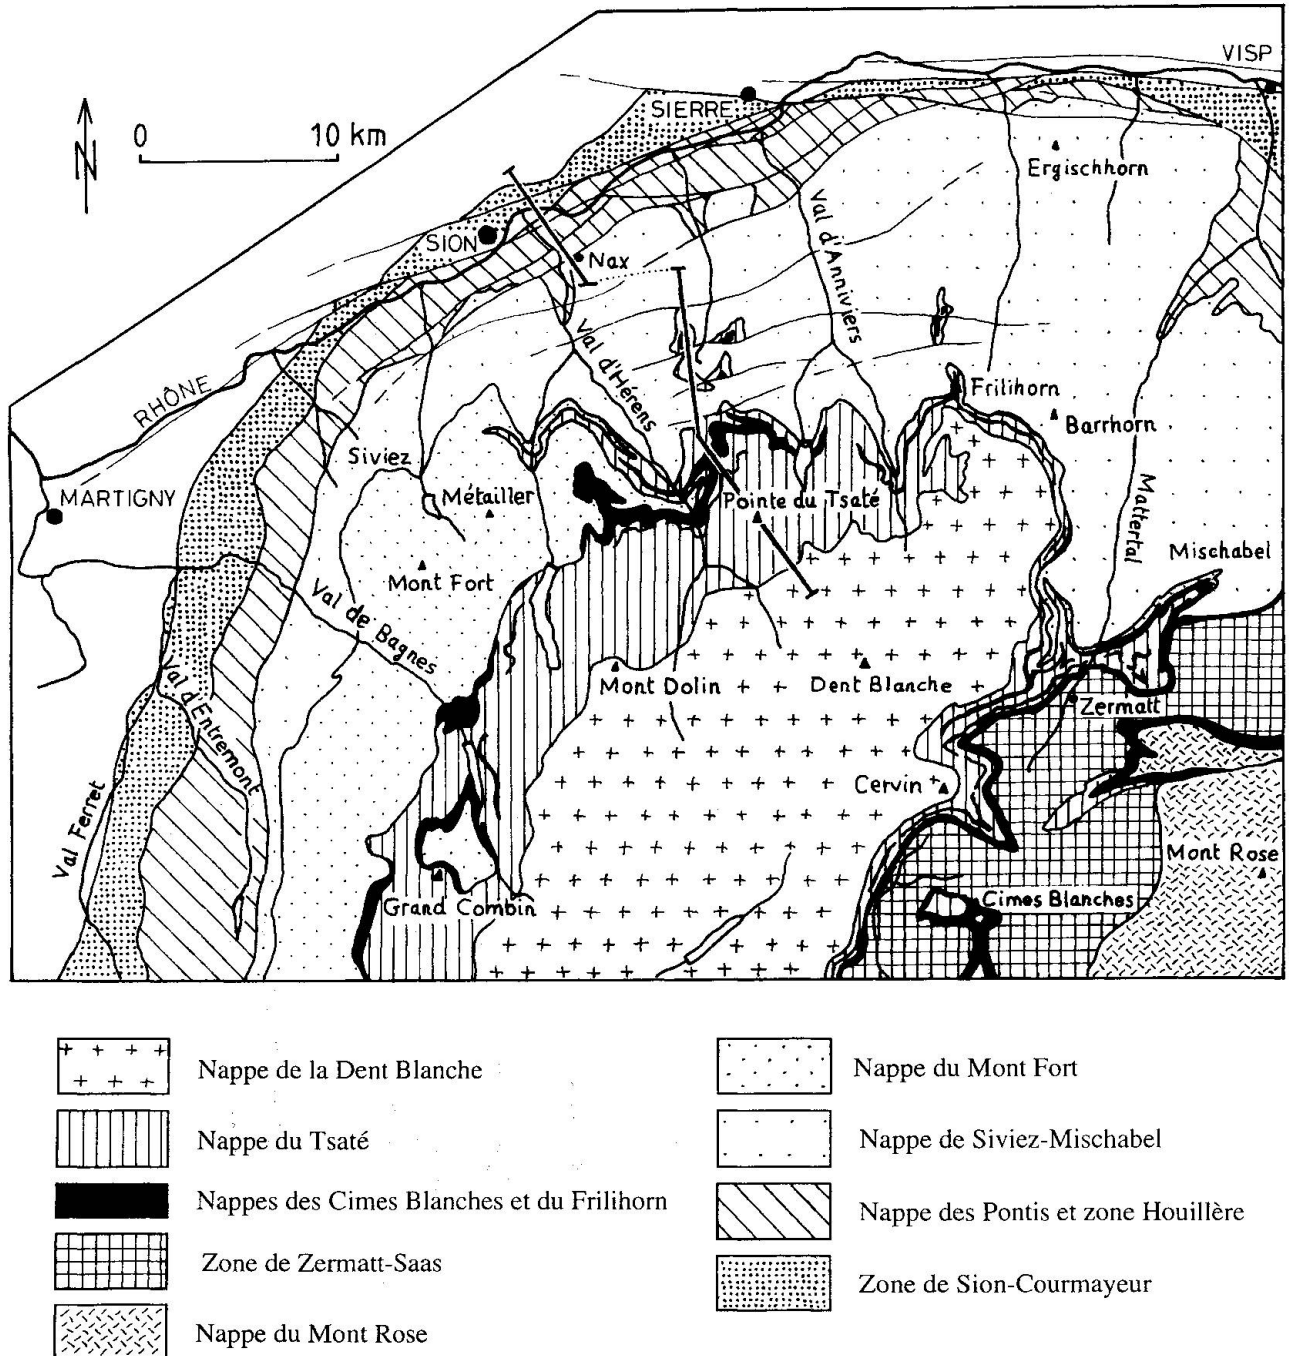 VISP
SIERRE
N
0 10 km
Ergischhorn
Val d'Anniviers
SION
Nax
Val d'Hérens
RHÔNE
Frilihorn
Barrhorn
Siviez
MARTIGNY
Métailler
Pointe du Tsaté
Mattertal
Mischabel
Mont Fort
Val de Bagnes
Val d'Entremont
Mont Dolin
Dent Blanche
Zermatt
Val Ferret
Cervin
Mont Rose
Grand Combin
Cimes Blanches
Nappe de la Dent Blanche
Nappe du Tsaté
Nappes des Cimes Blanches et du Frilihorn
Zone de Zermatt-Saas
Nappe du Mont Rose
Nappe du Mont Fort
Nappe de Siviez-Mischabel
Nappe des Pontis et zone Houillère
Zone de Sion-Courmayeur